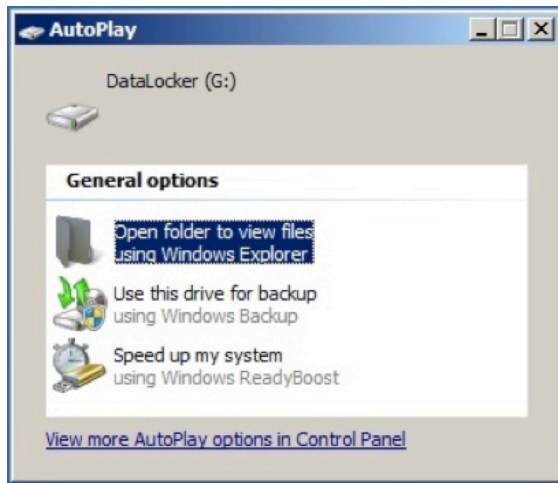 AutoPlay
DataLocker (G:)
General options
Open folder to view files
using Windows Explorer
Use this drive for backup
using Windows Backup
Speed up my system
using Windows ReadyBoost
View more AutoPlay options in Control Panel